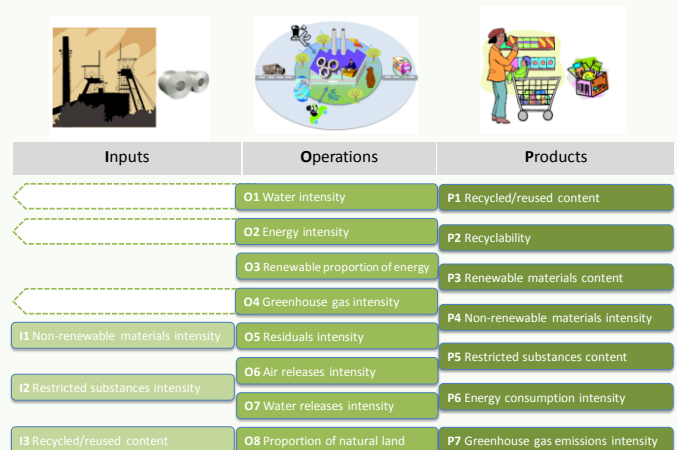 Inputs
Operations
Products
O1 Water intensity
P1 Recycled/reused content
O2 Energy intensity
P2 Recyclability
O3 Renewable proportion of energy
P3 Renewable materials content
O4 Greenhouse gas intensity
P4 Non-renewable materials intensity
I1 Non-renewable materials intensity
O5 Residuals intensity
P5 Restricted substances content
O6 Air releases intensity
I2 Restricted substances intensity
P6 Energy consumption intensity
O7 Water releases intensity
I3 Recycled/reused content
O8 Proportion of natural land
P7 Greenhouse gas emissions intensity